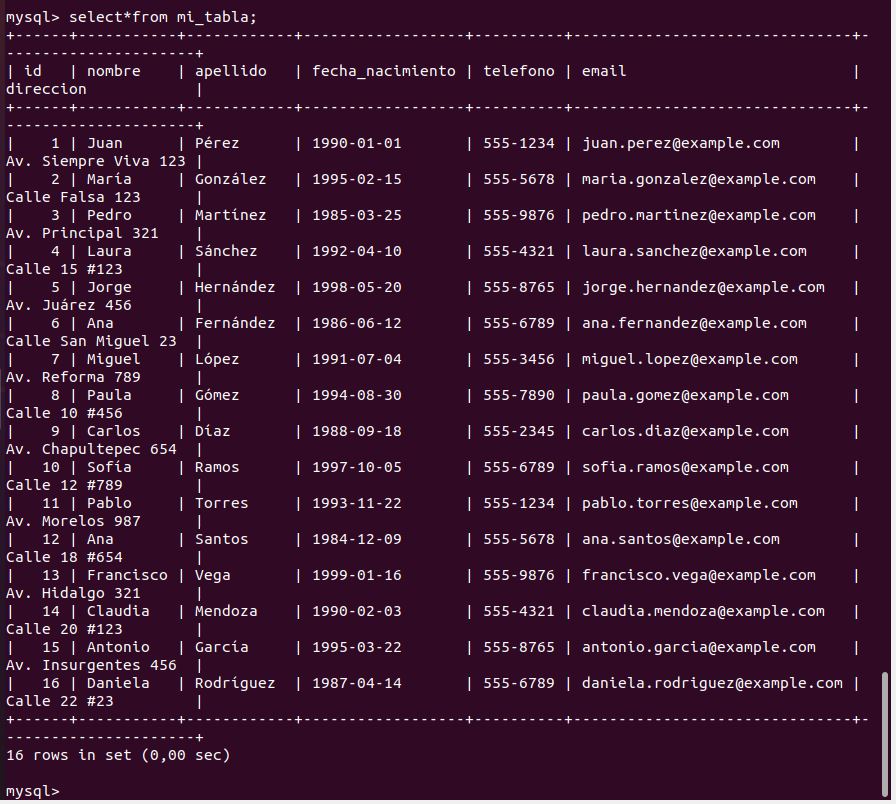 mysql> select*from mi_tabla;
+------+-----------+------------+------------------+----------+-------------------------------+-
---------------------+
| id   | nombre    | apellido   | fecha_nacimiento | telefono | email                         |
direccion            |
+------+-----------+------------+------------------+----------+-------------------------------+-
---------------------+
|    1 | Juan      | Pérez      | 1990-01-01       | 555-1234 | juan.perez@example.com        |
Av. Siempre Viva 123 |
|    2 | María     | González   | 1995-02-15       | 555-5678 | maria.gonzalez@example.com    |
Calle Falsa 123      |
|    3 | Pedro     | Martínez   | 1985-03-25       | 555-9876 | pedro.martinez@example.com    |
Av. Principal 321    |
|    4 | Laura     | Sánchez    | 1992-04-10       | 555-4321 | laura.sanchez@example.com     |
Calle 15 #123        |
|    5 | Jorge     | Hernández  | 1998-05-20       | 555-8765 | jorge.hernandez@example.com   |
Av. Juárez 456       |
|    6 | Ana       | Fernández  | 1986-06-12       | 555-6789 | ana.fernandez@example.com     |
Calle San Miguel 23  |
|    7 | Miguel    | López      | 1991-07-04       | 555-3456 | miguel.lopez@example.com      |
Av. Reforma 789      |
|    8 | Paula     | Gómez      | 1994-08-30       | 555-7890 | paula.gomez@example.com       |
Calle 10 #456        |
|    9 | Carlos    | Díaz       | 1988-09-18       | 555-2345 | carlos.diaz@example.com       |
Av. Chapultepec 654  |
|   10 | Sofía     | Ramos      | 1997-10-05       | 555-6789 | sofia.ramos@example.com       |
Calle 12 #789        |
|   11 | Pablo     | Torres     | 1993-11-22       | 555-1234 | pablo.torres@example.com      |
Av. Morelos 987      |
|   12 | Ana       | Santos     | 1984-12-09       | 555-5678 | ana.santos@example.com        |
Calle 18 #654        |
|   13 | Francisco | Vega       | 1999-01-16       | 555-9876 | francisco.vega@example.com    |
Av. Hidalgo 321      |
|   14 | Claudia   | Mendoza    | 1990-02-03       | 555-4321 | claudia.mendoza@example.com   |
Calle 20 #123        |
|   15 | Antonio   | García     | 1995-03-22       | 555-8765 | antonio.garcia@example.com    |
Av. Insurgentes 456  |
|   16 | Daniela   | Rodríguez  | 1987-04-14       | 555-6789 | daniela.rodriguez@example.com |
Calle 22 #23         |
+------+-----------+------------+------------------+----------+-------------------------------+-
---------------------+
16 rows in set (0,00 sec)
mysql>